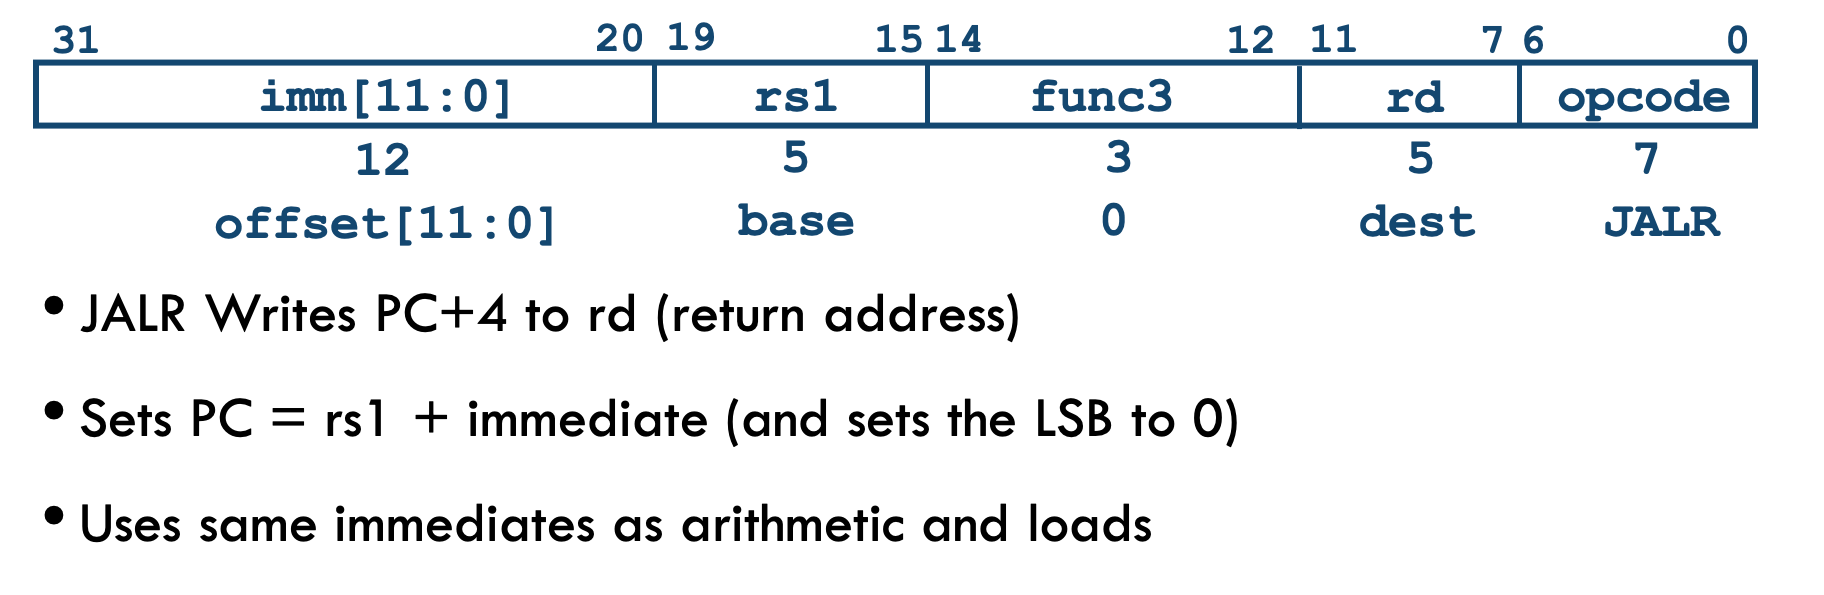 31 20 19 15 14 12 11 7 6 0
imm[11:0] rs1 func3 rd opcode
12 5 3 5 7
offset[11:0] base 0 dest JALR
• JALR Writes PC+4 to rd (return address)
• Sets PC = rs1 + immediate (and sets the LSB to 0)
• Uses same immediates as arithmetic and loads